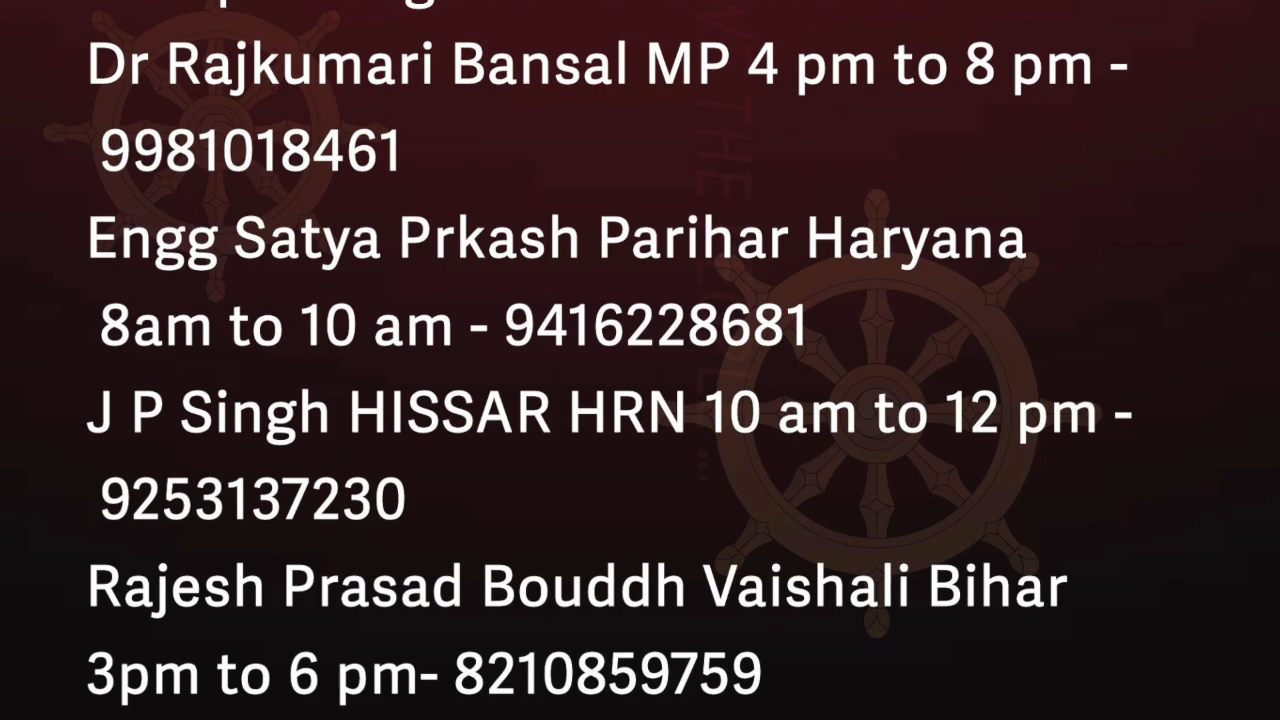 Dr Rajkumari Bansal MP 4 pm to 8 pm -
9981018461
Engg Satya Prkash Parihar Haryana
8am to 10 am - 9416228681
J P Singh HISSAR HRN 10 am to 12 pm -
9253137230
Rajesh Prasad Bouddh Vaishali Bihar
3pm to 6 pm- 8210859759